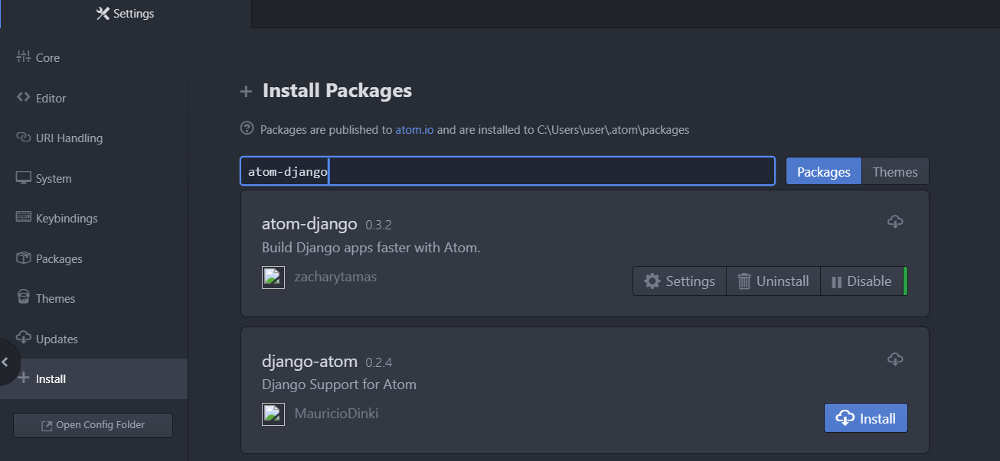 Settings
Core
Editor
URI Handling
System
Keybindings
Packages
Themes
Updates
Install
Open Config Folder
Install Packages
Packages are published to atom.io and are installed to C:\Users\user\.atom\packages
atom-django
Packages Themes
atom-django 0.3.2
Build Django apps faster with Atom.
zacharytamas
Settings Uninstall Disable
django-atom 0.2.4
Django Support for Atom
MauricioDinki
Install